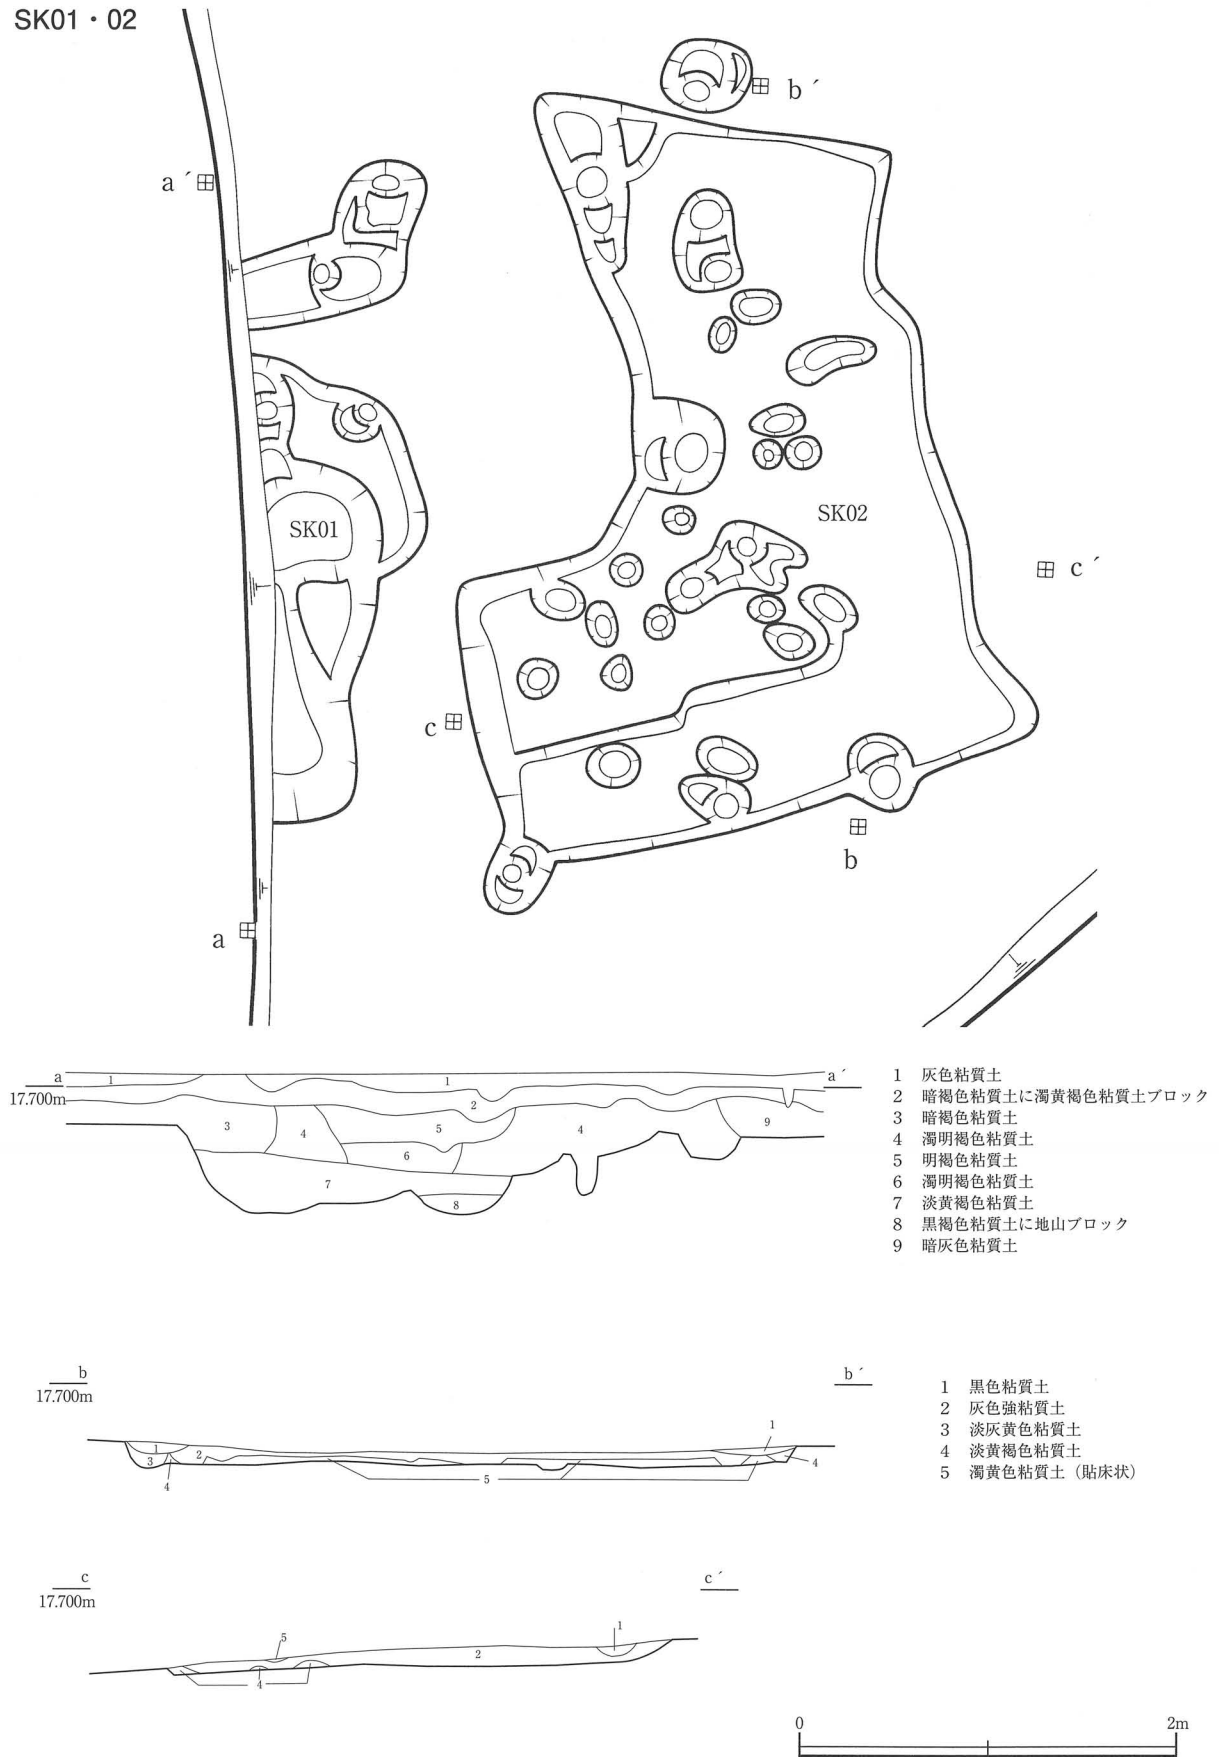 SK01・02
b´
a´
SK01
SK02
c´
c
b
a
a
17.700m
a´
1
1
2
3
4
5
4
9
6
7
8
1 灰色粘質土
2 暗褐色粘質土に濁黄褐色粘質土ブロック
3 暗褐色粘質土
4 濁明褐色粘質土
5 明褐色粘質土
6 濁明褐色粘質土
7 淡黄褐色粘質土
8 黒褐色粘質土に地山ブロック
9 暗灰色粘質土
b
17.700m
b´
1
1
2
3
4
4
5
1 黒色粘質土
2 灰色強粘質土
3 淡灰黄色粘質土
4 淡黄褐色粘質土
5 濁黄色粘質土（貼床状）
c
17.700m
c´
1
5
2
4
0 2m